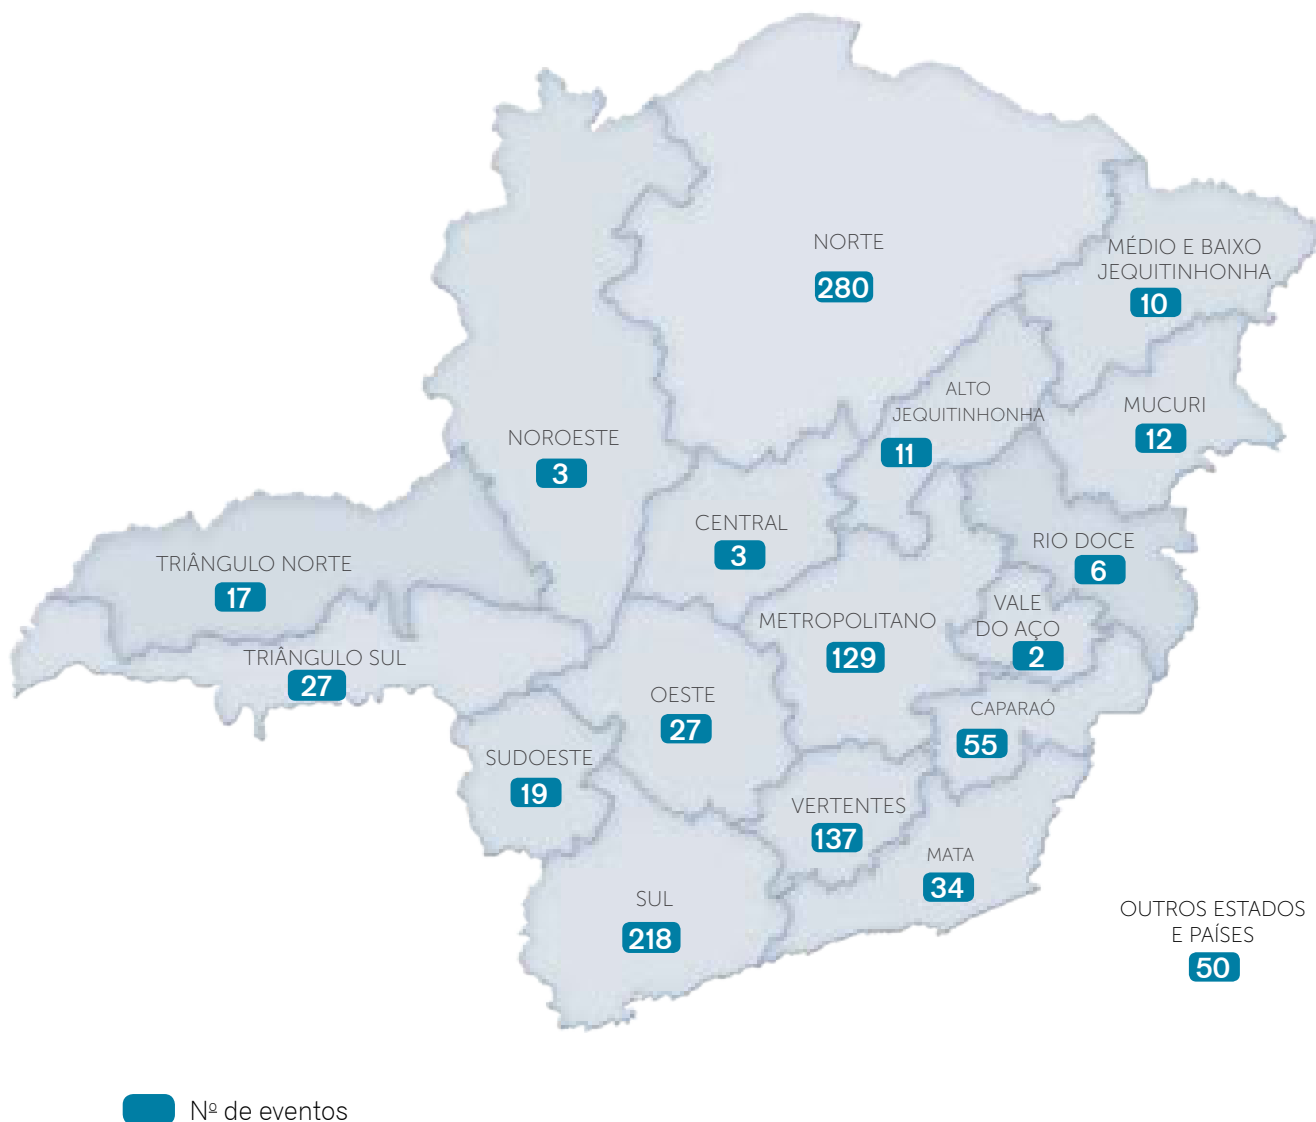 NORTE
280
MÉDIO E BAIXO
JEQUITINHONHA
10
ALTO
JEQUITINHONHA
11
MUCURI
12
NOROESTE
3
CENTRAL
3
RIO DOCE
6
TRIÂNGULO NORTE
17
VALE
DO AÇO
2
METROPOLITANO
129
TRIÂNGULO SUL
27
OESTE
27
CAPARAÓ
55
SUDOESTE
19
VERTENTES
137
MATA
34
SUL
218
OUTROS ESTADOS
E PAÍSES
50
Nº de eventos